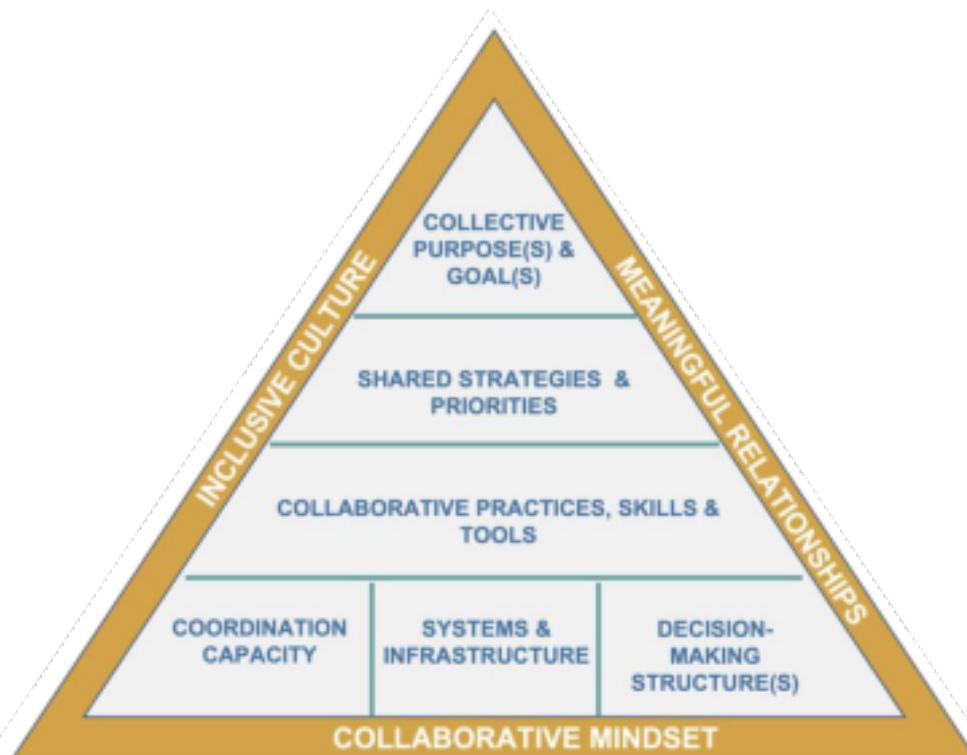 COLLECTIVE
PURPOSE(S) &
GOAL(S)
INCLUSIVE CULTURE
MEANINGFUL RELATIONSHIPS
SHARED STRATEGIES &
PRIORITIES
COLLABORATIVE PRACTICES, SKILLS &
TOOLS
COORDINATION
CAPACITY
SYSTEMS &
INFRASTRUCTURE
DECISION-
MAKING
STRUCTURE(S)
COLLABORATIVE MINDSET